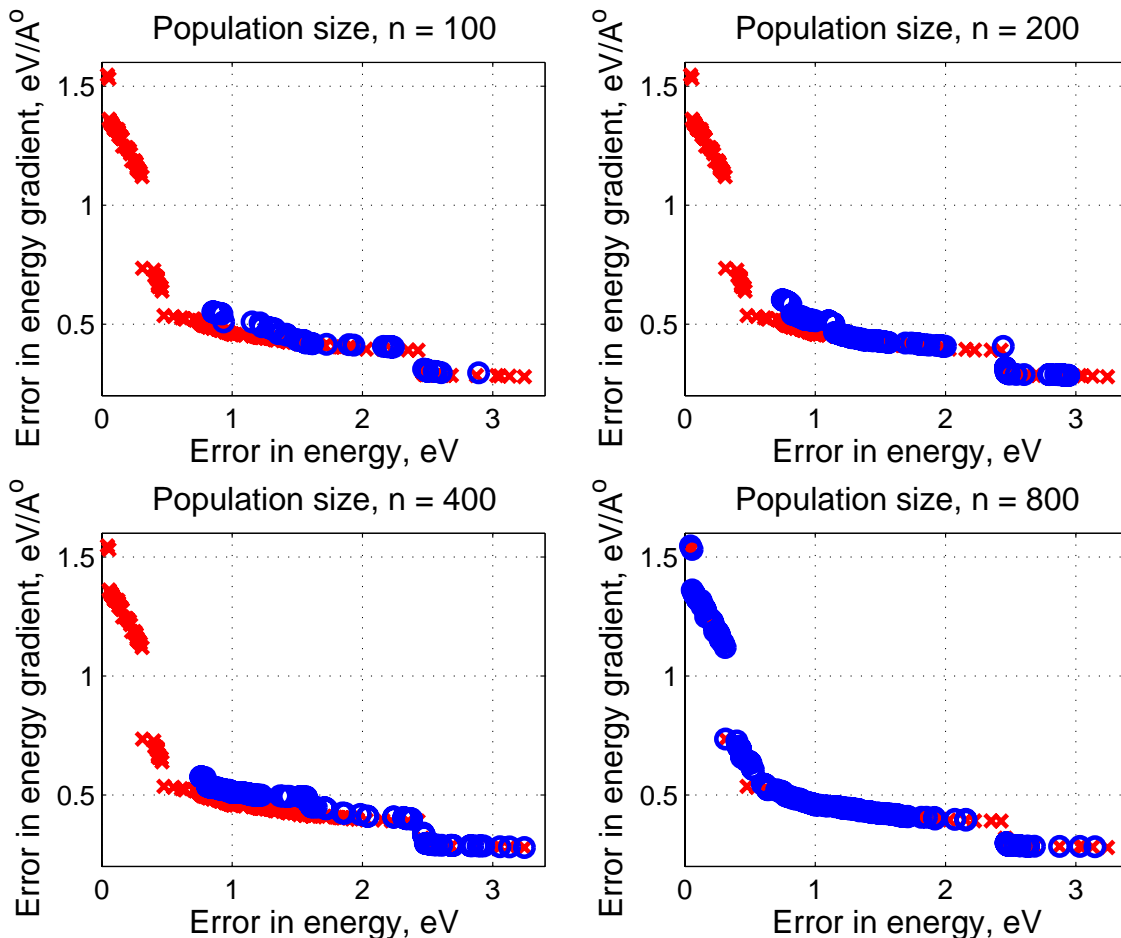 Population size, n = 100
Error in energy gradient, eV/A°
1.5
1
0.5
0
1
2
3
Error in energy, eV
Population size, n = 200
Error in energy gradient, eV/A°
1.5
1
0.5
0
1
2
3
Error in energy, eV
Population size, n = 400
Error in energy gradient, eV/A°
1.5
1
0.5
0
1
2
3
Error in energy, eV
Population size, n = 800
Error in energy gradient, eV/A°
1.5
1
0.5
0
1
2
3
Error in energy, eV